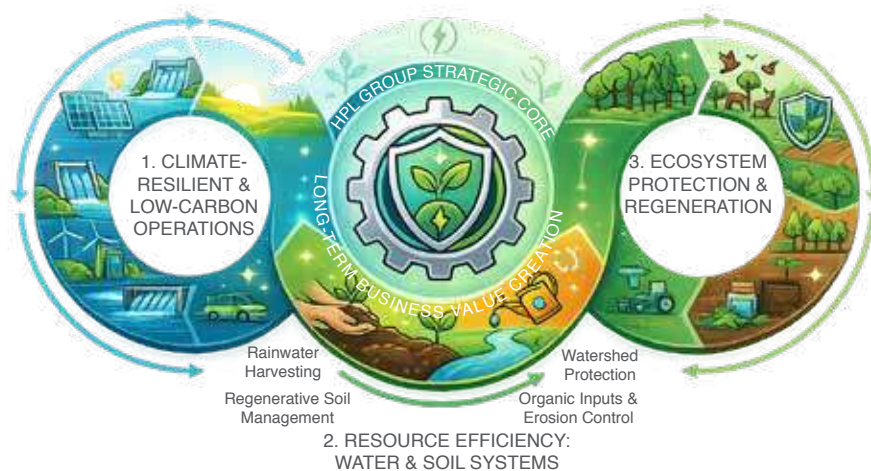 HPL GROUP STRATEGIC CORE
LONG-TERM BUSINESS VALUE CREATION
1. CLIMATE-
RESILIENT &
LOW-CARBON
OPERATIONS
3. ECOSYSTEM
PROTECTION &
REGENERATION
Rainwater
Harvesting
Regenerative Soil
Management
Watershed
Protection
Organic Inputs &
Erosion Control
2. RESOURCE EFFICIENCY:
WATER & SOIL SYSTEMS